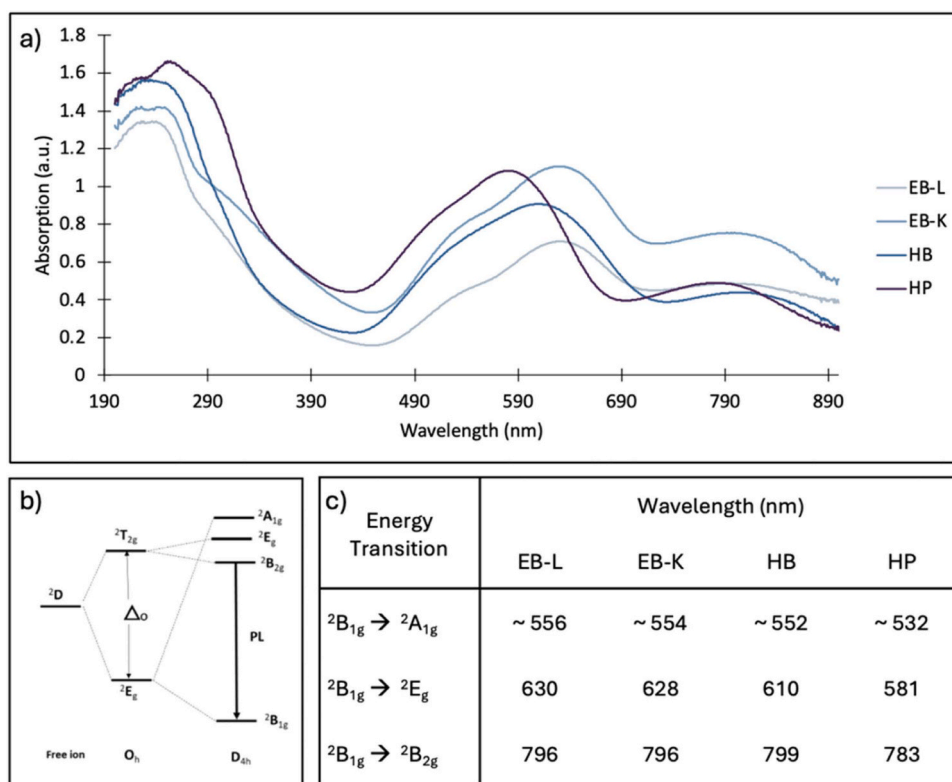 a)
1.8
1.6
1.4
1.2
1
0.8
0.6
0.4
0.2
0
Absorption (a.u.)
190 290 390 490 590 690 790 890
Wavelength (nm)
EB-L
EB-K
HB
HP
b)
²D
²T₂g
Δo
²Eg
²A₁g
²Eg
²B₂g
PL
²B₁g
Free ion Oh D₄h
c)
Energy Transition
Wavelength (nm)
EB-L EB-K HB HP
²B₁g → ²A₁g ~ 556 ~ 554 ~ 552 ~ 532
²B₁g → ²Eg 630 628 610 581
²B₁g → ²B₂g 796 796 799 783